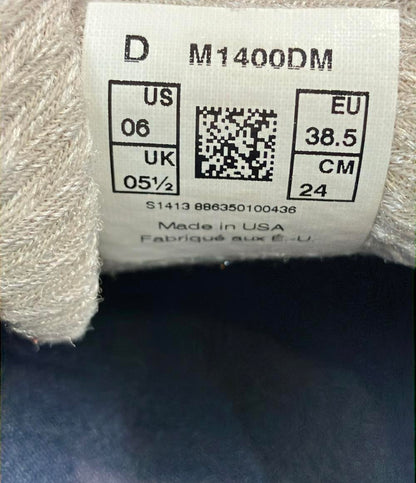 D M1400DM
US
06
UK
05½
EU
38.5
CM
24
S1413 886350100436
Made in USA
Fabriqué aux É.-U.